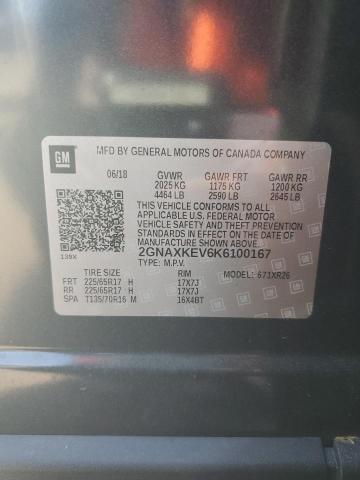 GM
MFD BY GENERAL MOTORS OF CANADA COMPANY
06/18 GVWR GAWR FRT GAWR RR
2025 KG 1175 KG 1200 KG
4464 LB 2590 LB 2645 LB
THIS VEHICLE CONFORMS TO ALL
APPLICABLE U.S. FEDERAL MOTOR
VEHICLE SAFETY AND THEFT
PREVENTION STANDARDS IN EFFECT ON
THE DATE OF MANUFACTURE SHOWN ABOVE.
139X 2GNAXKEV6K6100167
TYPE: M.P.V. MODEL: 671XR26
TIRE SIZE RIM
FRT 225/65R17 H 17X7J
RR 225/65R17 H 17X7J
SPA T135/70R16 M 16X4BT